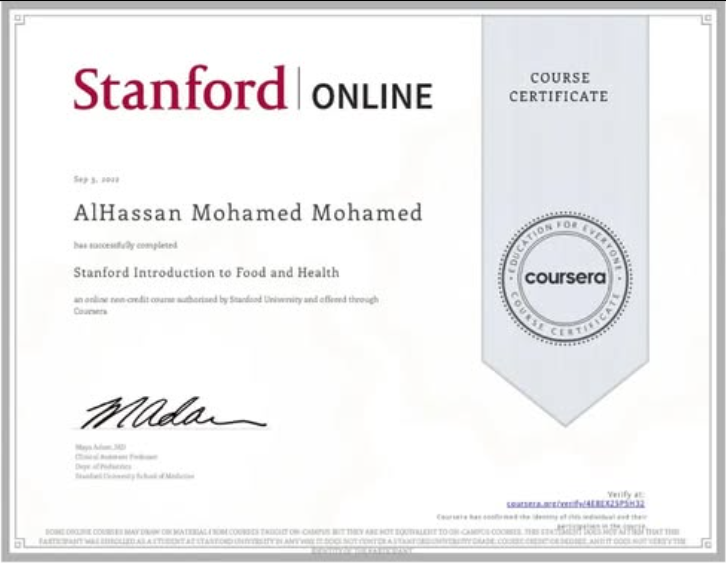 Stanford ONLINE
COURSE
CERTIFICATE
Sep 5, 2022
AlHassan Mohamed Mohamed
has successfully completed
Stanford Introduction to Food and Health
an online non-credit course authorized by Stanford University and offered through
Coursera
EDUCATION FOR EVERYONE
coursera
COURSE CERTIFICATE
MAdam
Maya Adam, MD
Clinical Assistant Professor
Dept. of Pediatrics
Stanford University School of Medicine
Verify at:
coursera.org/verify/
Coursera has confirmed the identity of this individual and their
participation in the course.
SOME ONLINE COURSES MAY DRAW ON MATERIAL FROM COURSES TAUGHT ON-CAMPUS BUT THEY ARE NOT EQUIVALENT TO ON-CAMPUS COURSES. THIS STATEMENT DOES NOT AFFIRM THAT THIS
PARTICIPANT WAS ENROLLED AS A STUDENT AT STANFORD UNIVERSITY IN ANY WAY. IT DOES NOT CONFER A STANFORD UNIVERSITY GRADE, COURSE CREDIT OR DEGREE, AND IT DOES NOT VERIFY THE
IDENTITY OF THE PARTICIPANT.